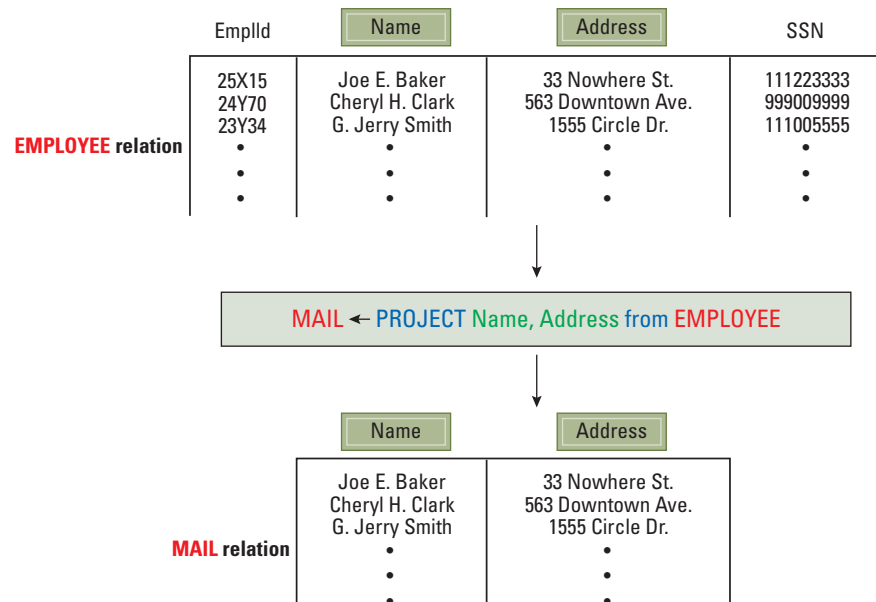 EmplId Name Address SSN
25X15 Joe E. Baker 33 Nowhere St. 111223333
24Y70 Cheryl H. Clark 563 Downtown Ave. 999009999
23Y34 G. Jerry Smith 1555 Circle Dr. 111005555
EMPLOYEE relation
MAIL ← PROJECT Name, Address from EMPLOYEE
Name Address
Joe E. Baker 33 Nowhere St.
Cheryl H. Clark 563 Downtown Ave.
G. Jerry Smith 1555 Circle Dr.
MAIL relation